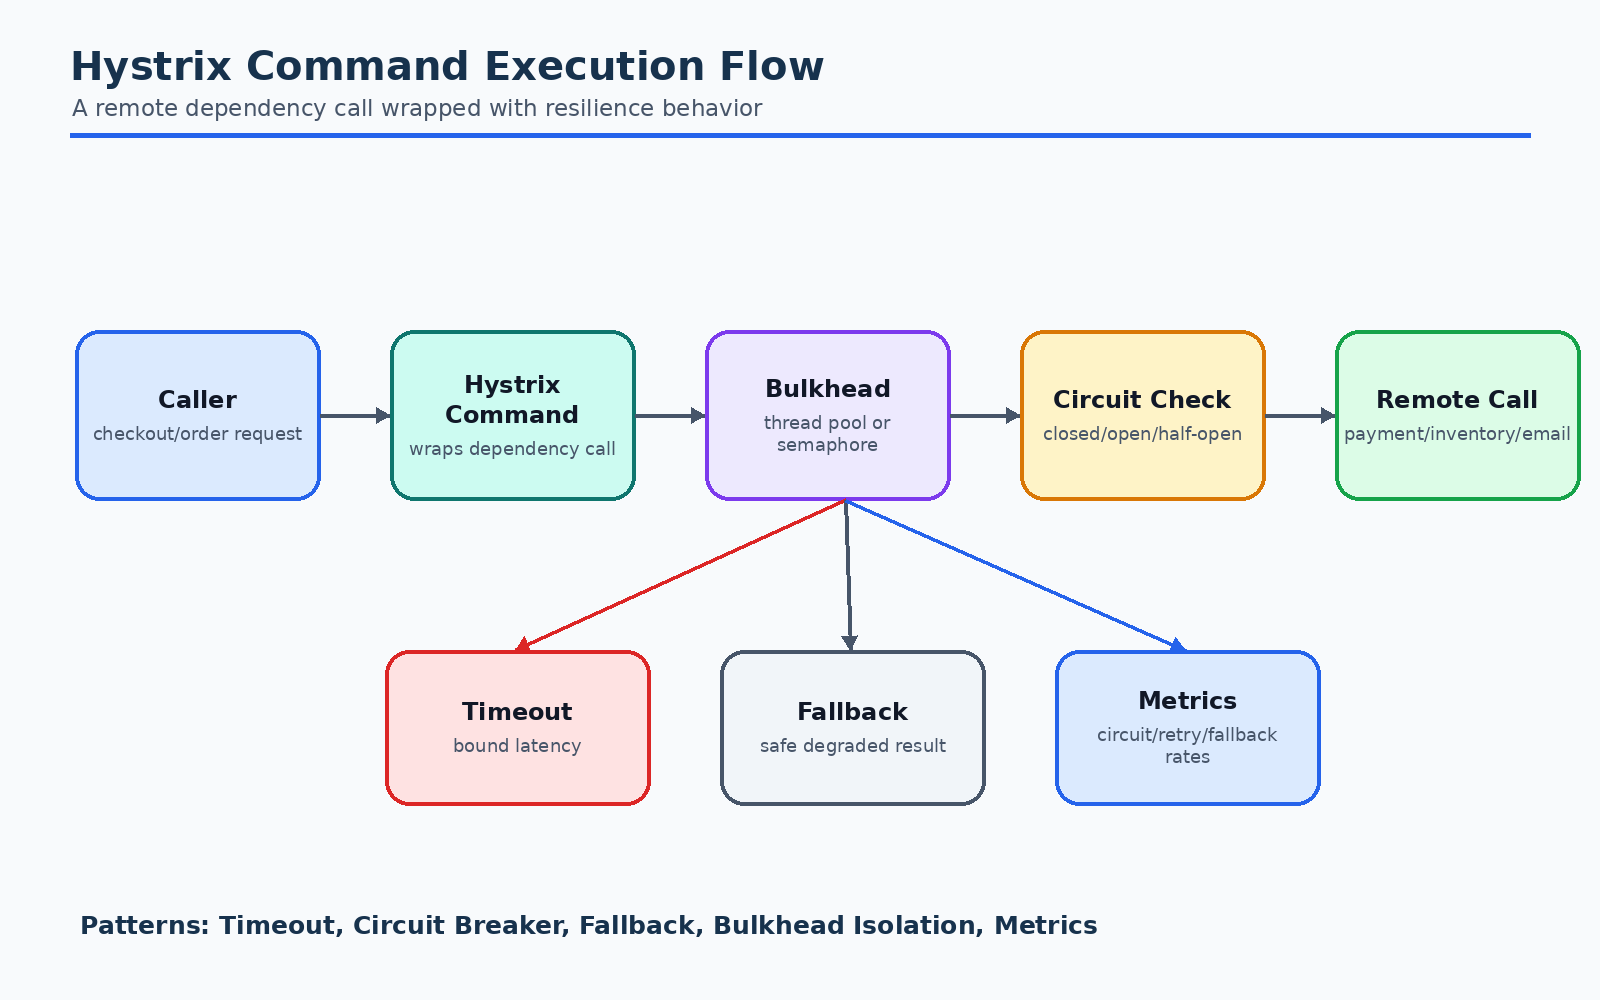 Hystrix Command Execution Flow
A remote dependency call wrapped with resilience behavior
Caller
checkout/order request
Hystrix
Command
wraps dependency call
Bulkhead
thread pool or
semaphore
Circuit Check
closed/open/half-open
Remote Call
payment/inventory/email
Timeout
bound latency
Fallback
safe degraded result
Metrics
circuit/retry/fallback
rates
Patterns: Timeout, Circuit Breaker, Fallback, Bulkhead Isolation, Metrics